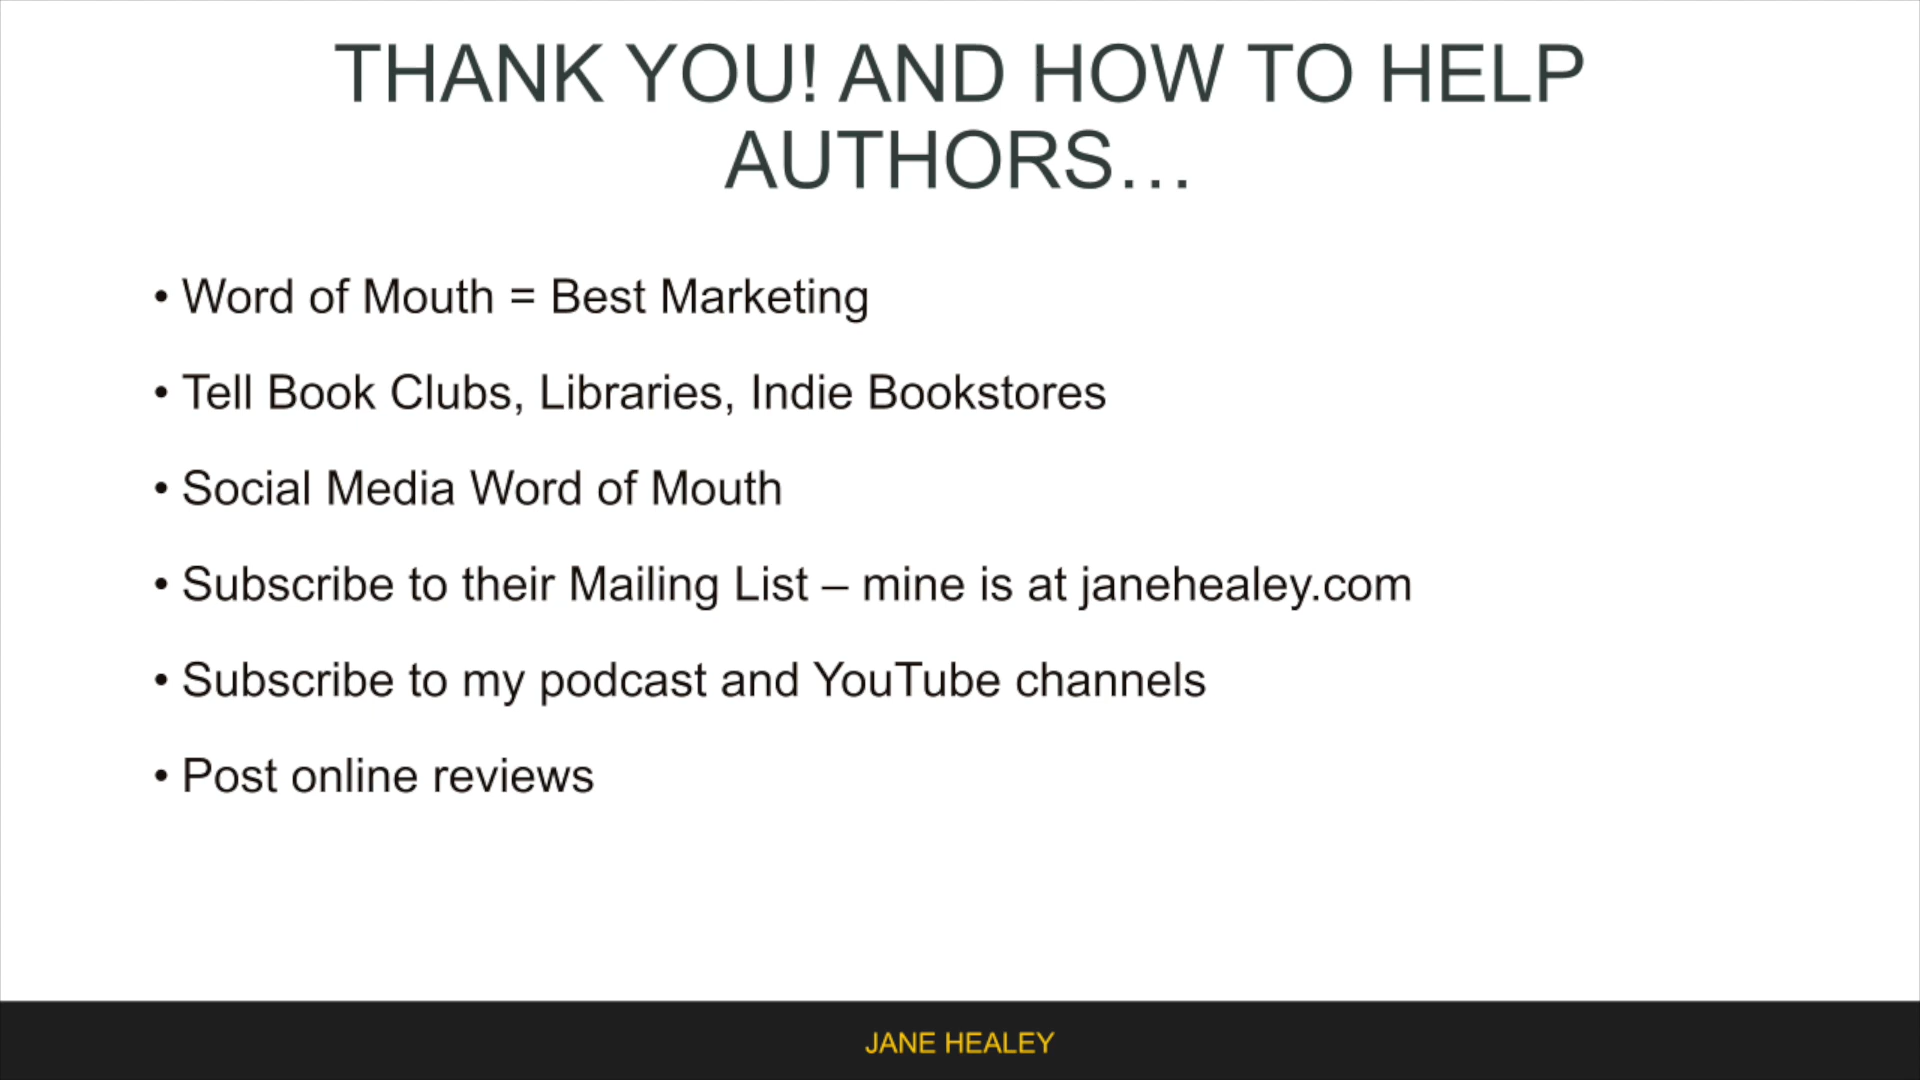 THANK YOU! AND HOW TO HELP
AUTHORS…
• Word of Mouth = Best Marketing
• Tell Book Clubs, Libraries, Indie Bookstores
• Social Media Word of Mouth
• Subscribe to their Mailing List – mine is at janehealey.com
• Subscribe to my podcast and YouTube channels
• Post online reviews
JANE HEALEY